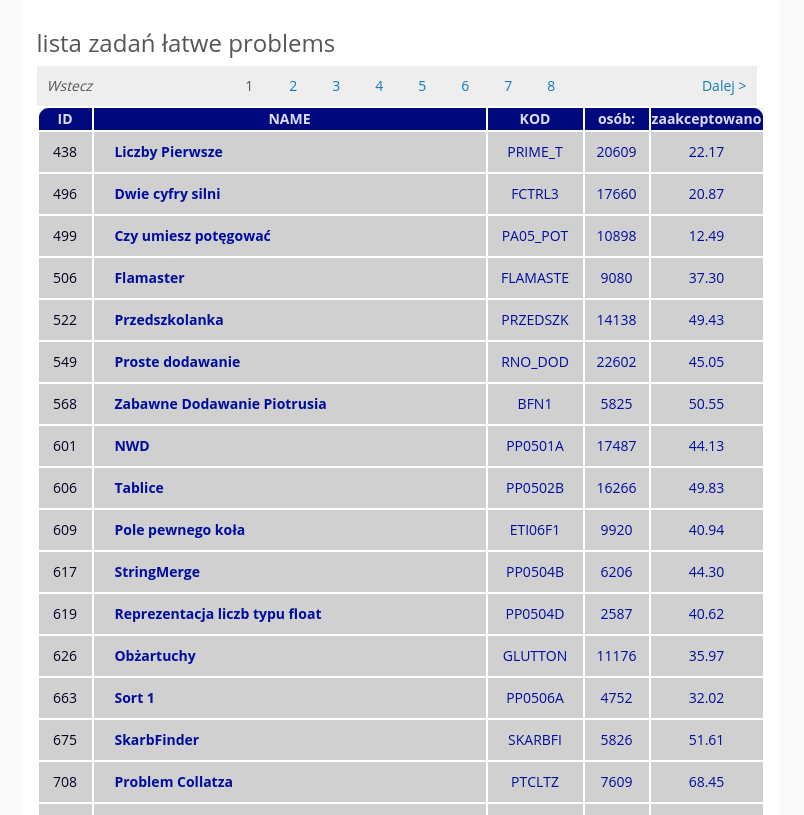 lista zadań łatwe problems
Wstecz 1 2 3 4 5 6 7 8 Dalej >
ID NAME KOD osób: zaakceptowano
438 Liczby Pierwsze PRIME_T 20609 22.17
496 Dwie cyfry silni FCTRL3 17660 20.87
499 Czy umiesz potęgować PA05_POT 10898 12.49
506 Flamaster FLAMASTE 9080 37.30
522 Przedszkolanka PRZEDSZK 14138 49.43
549 Proste dodawanie RNO_DOD 22602 45.05
568 Zabawne Dodawanie Piotrusia BFN1 5825 50.55
601 NWD PP0501A 17487 44.13
606 Tablice PP0502B 16266 49.83
609 Pole pewnego koła ETI06F1 9920 40.94
617 StringMerge PP0504B 6206 44.30
619 Reprezentacja liczb typu float PP0504D 2587 40.62
626 Obżartuchy GLUTTON 11176 35.97
663 Sort 1 PP0506A 4752 32.02
675 SkarbFinder SKARBFI 5826 51.61
708 Problem Collatza PTCLTZ 7609 68.45